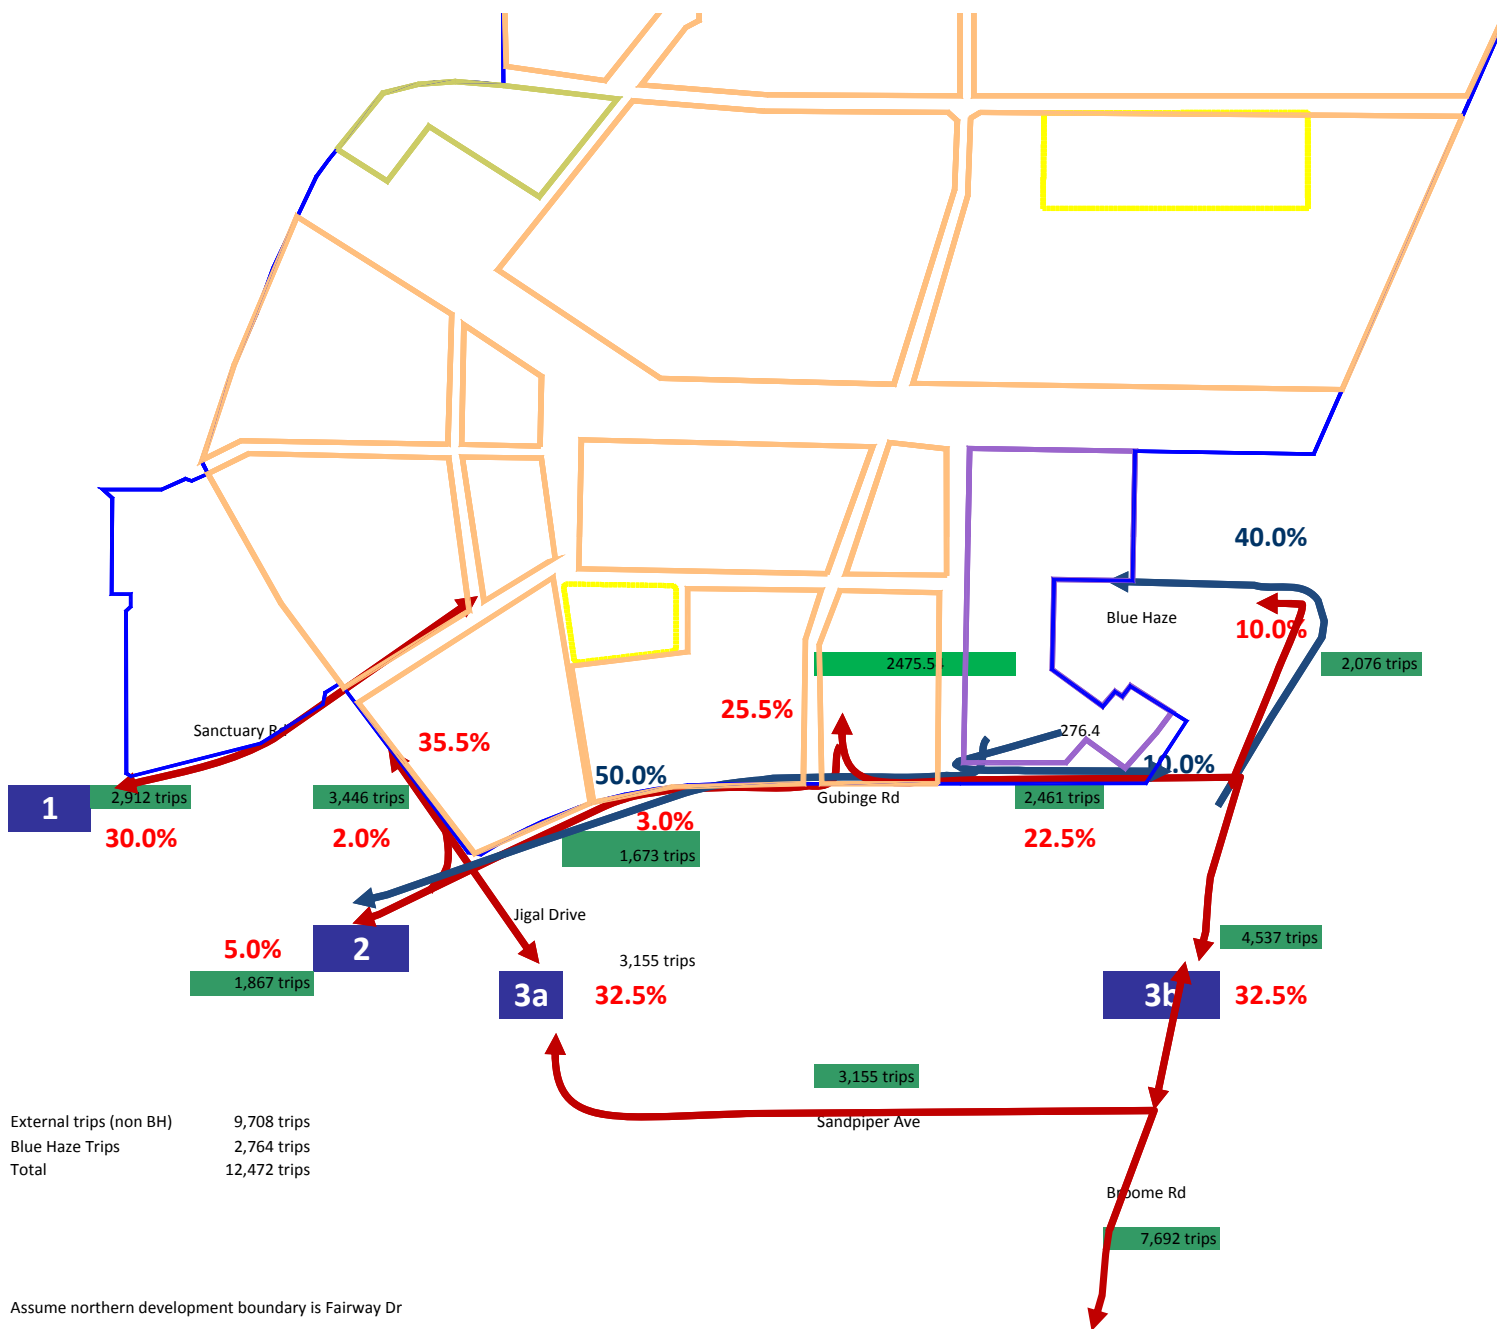 40.0%
Blue Haze
10.0%
2475.54
2,076 trips
25.5%
Sanctuary Rd
276.4
35.5%
10.0%
50.0%
1
2,912 trips
3,446 trips
Gubinge Rd
2,461 trips
30.0%
2.0%
3.0%
22.5%
1,673 trips
Jigal Drive
5.0%
2
4,537 trips
3,155 trips
1,867 trips
3a
32.5%
3b
32.5%
3,155 trips
External trips (non BH) 9,708 trips
Sandpiper Ave
Blue Haze Trips 2,764 trips
Total 12,472 trips
Broome Rd
7,692 trips
Assume northern development boundary is Fairway Dr